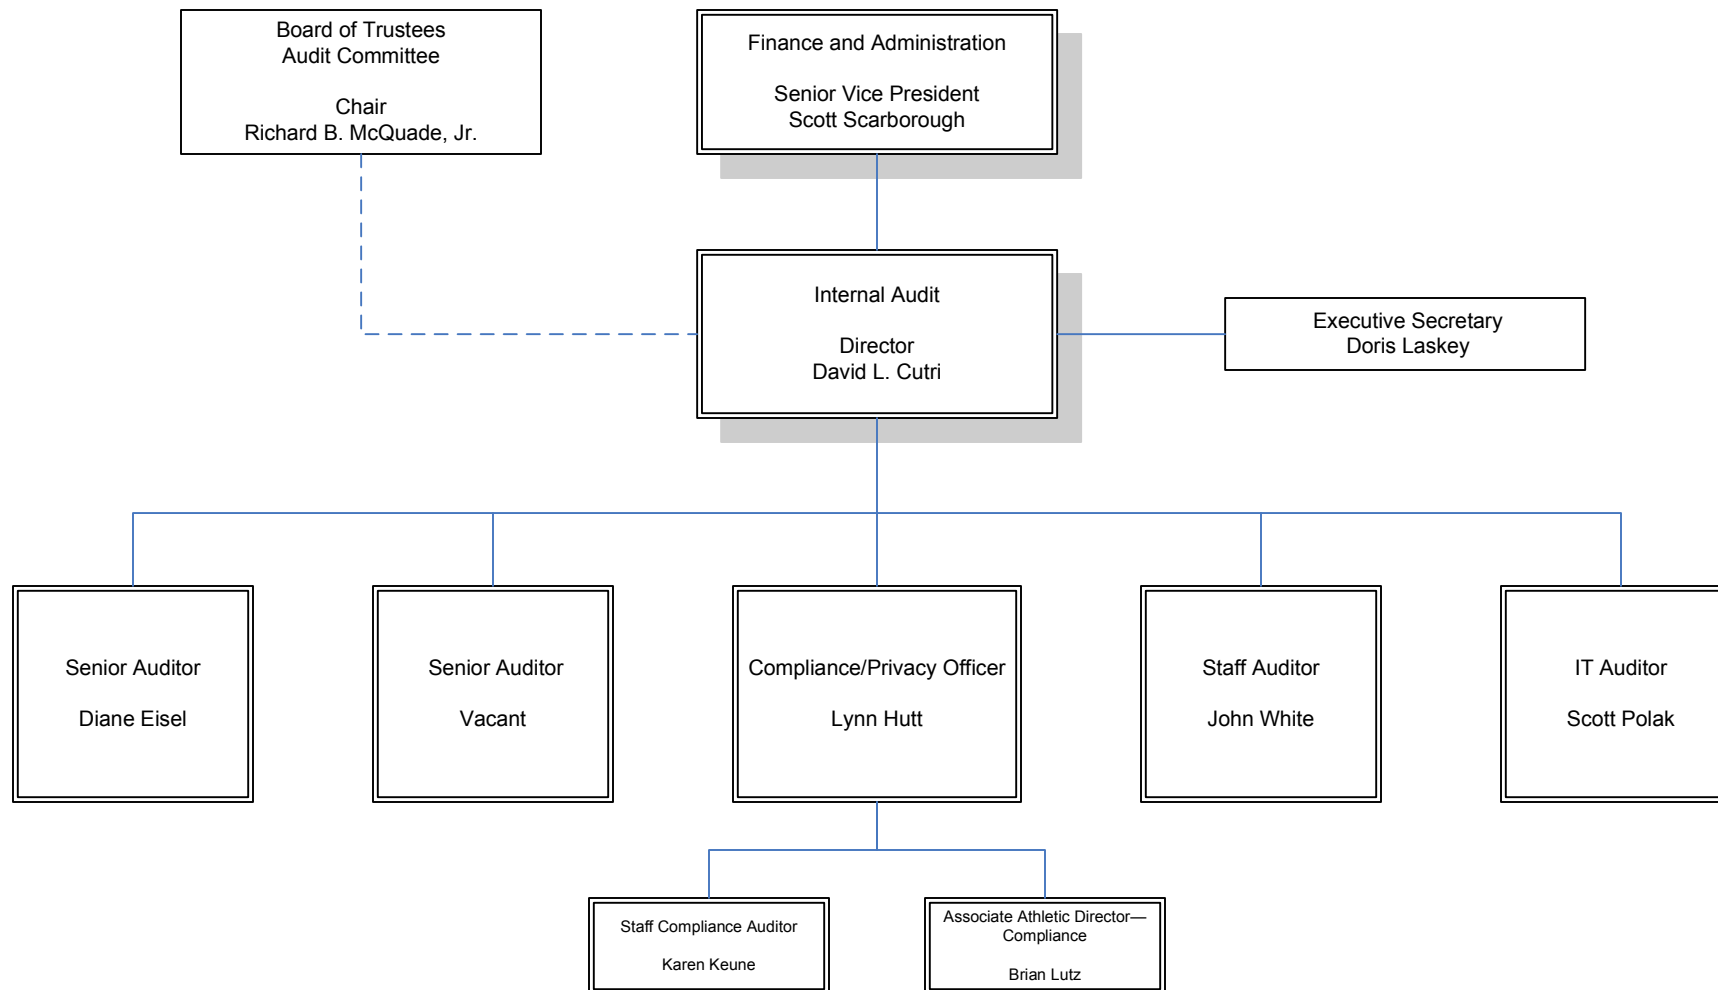 Board of Trustees
Audit Committee
Chair
Richard B. McQuade, Jr.
Finance and Administration
Senior Vice President
Scott Scarborough
Internal Audit
Director
David L. Cutri
Executive Secretary
Doris Laskey
Senior Auditor
Diane Eisel
Senior Auditor
Vacant
Compliance/Privacy Officer
Lynn Hutt
Staff Auditor
John White
IT Auditor
Scott Polak
Staff Compliance Auditor
Karen Keune
Associate Athletic Director—
Compliance
Brian Lutz